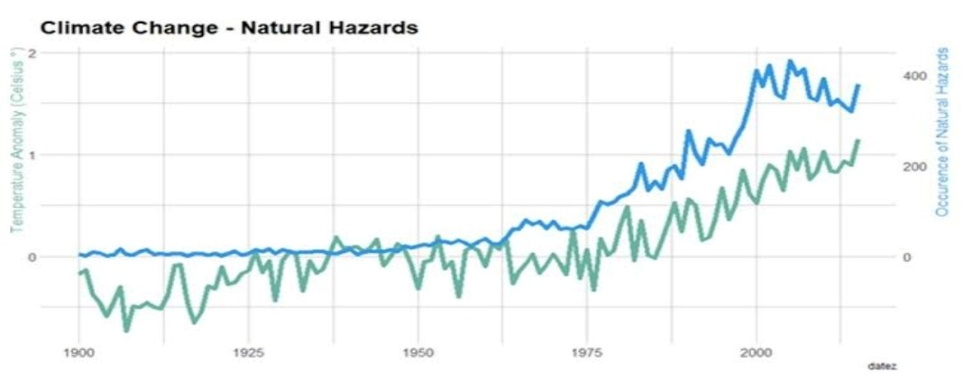 Climate Change - Natural Hazards
Temperature Anomaly (Celsius °)
2
1
0
400
200
0
Occurence of Natural Hazards
1900 1925 1950 1975 2000
datez